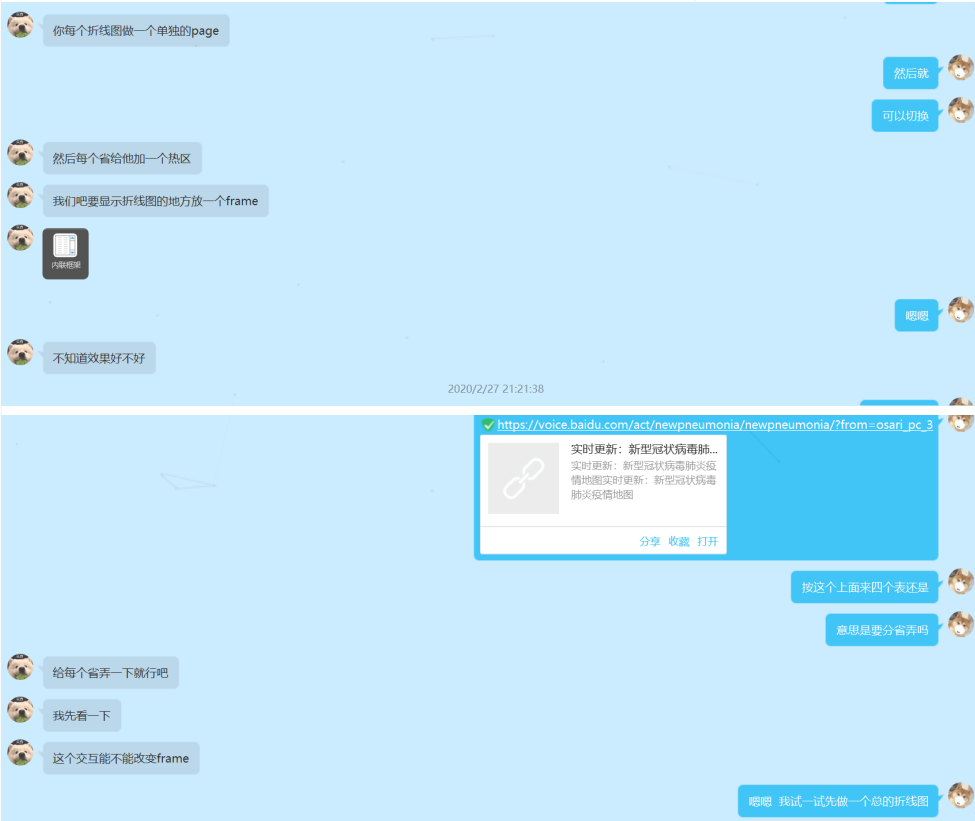 你每个折线图做一个单独的page
然后就
可以切换
然后每个省给他加一个热区
我们吧要显示折线图的地方放一个frame
内联框架
嗯嗯
不知道效果好不好
2020/2/27 21:21:38
https://voice.baidu.com/act/newpneumonia/newpneumonia/?from=osari_pc_3
实时更新：新型冠状病毒肺...
实时更新：新型冠状病毒肺炎疫
情地图实时更新：新型冠状病毒
肺炎疫情地图
分享 收藏 打开
按这个上面来四个表还是
意思是要分省弄吗
给每个省弄一下就行吧
我先看一下
这个交互能不能改变frame
嗯嗯 我试一试先做一个总的折线图